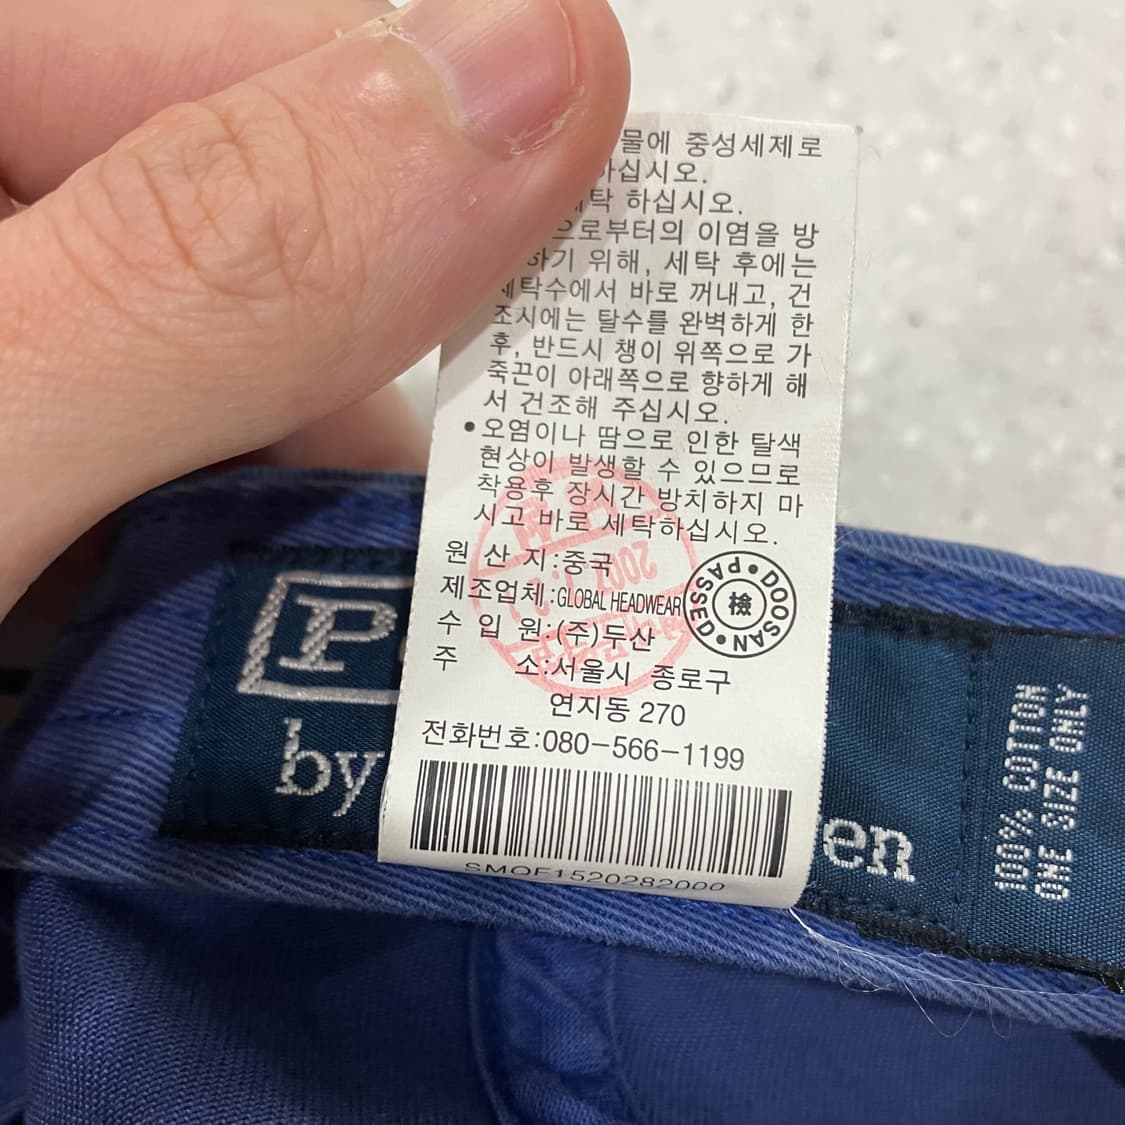 물에 중성세제로
하십시오.
세탁 하십시오.
으로부터의 이염을 방
하기 위해, 세탁 후에는
세탁수에서 바로 꺼내고, 건
조시에는 탈수를 완벽하게 한
후, 반드시 챙이 위쪽으로 가
죽끈이 아래쪽으로 향하게 해
서 건조해 주십시오.
• 오염이나 땀으로 인한 탈색
현상이 발생할 수 있으므로
착용후 장시간 방치하지 마
시고 바로 세탁하십시오.
원 산 지:중국
제조업체:GLOBAL HEADWEAR
수 입 원:(주)두산
주 소:서울시 종로구
연지동 270
전화번호:080-566-1199
SMOF1520282000
DOOSAN • PASSED •
檢
P
by
en
100% COTTON
ONE SIZE ONLY